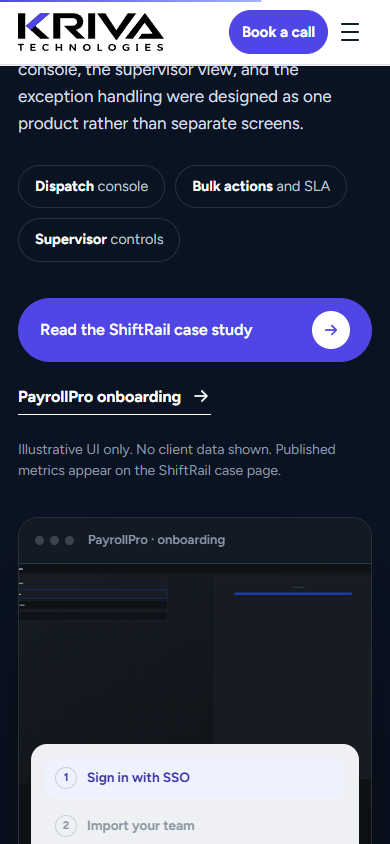 KRIVA
TECHNOLOGIES
Book a call
console, the supervisor view, and the
exception handling were designed as one
product rather than separate screens.
Dispatch console
Bulk actions and SLA
Supervisor controls
Read the ShiftRail case study
PayrollPro onboarding
Illustrative UI only. No client data shown. Published
metrics appear on the ShiftRail case page.
PayrollPro · onboarding
1 Sign in with SSO
2 Import your team